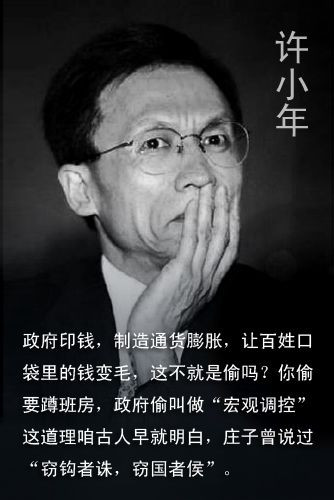 许小年
政府印钱，制造通货膨胀，让百姓口
袋里的钱变毛，这不就是偷吗？你偷
要蹲班房，政府偷叫做“宏观调控”
这道理咱古人早就明白，庄子曾说过
“窃钩者诛，窃国者侯”。